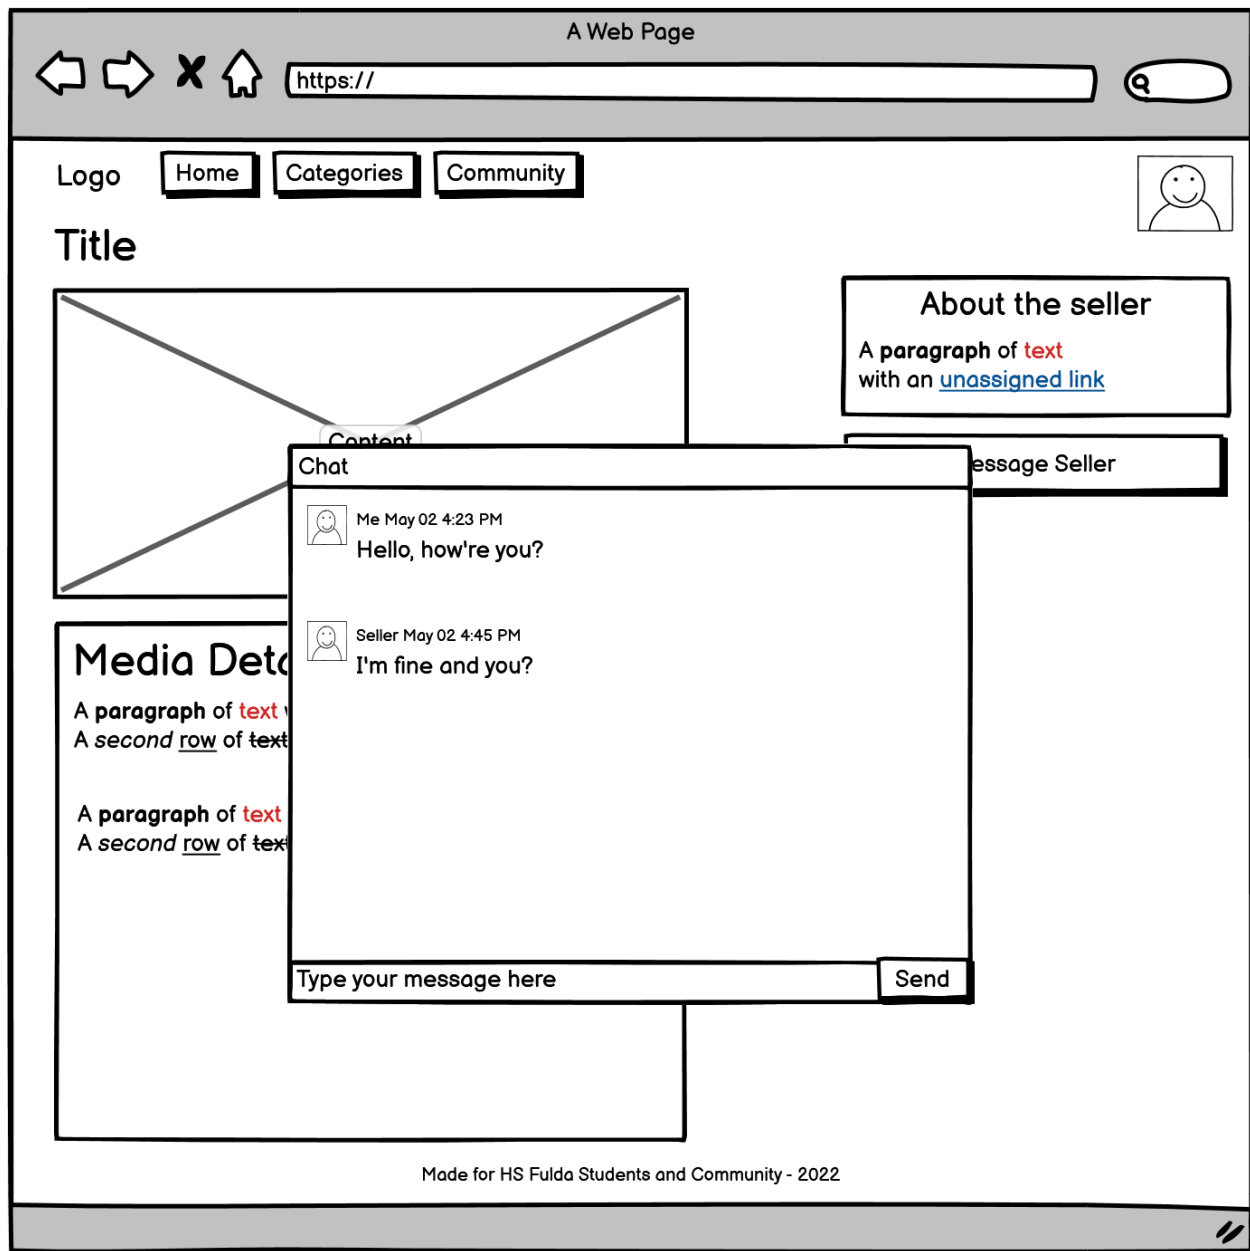 A Web Page
https://
Logo
Home
Categories
Community
Title
Content
About the seller
A paragraph of text
with an unassigned link
essage Seller
Chat
Me May 02 4:23 PM
Hello, how're you?
Seller May 02 4:45 PM
I'm fine and you?
Type your message here
Send
Media Deta
A paragraph of text
A second row of text
A paragraph of text
A second row of text
Made for HS Fulda Students and Community - 2022